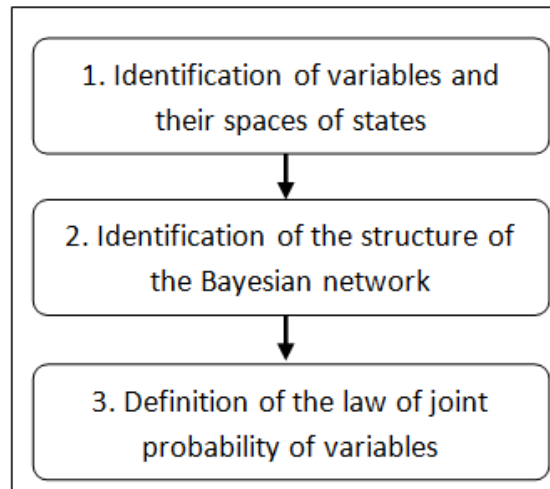 1. Identification of variables and
their spaces of states
2. Identification of the structure of
the Bayesian network
3. Definition of the law of joint
probability of variables